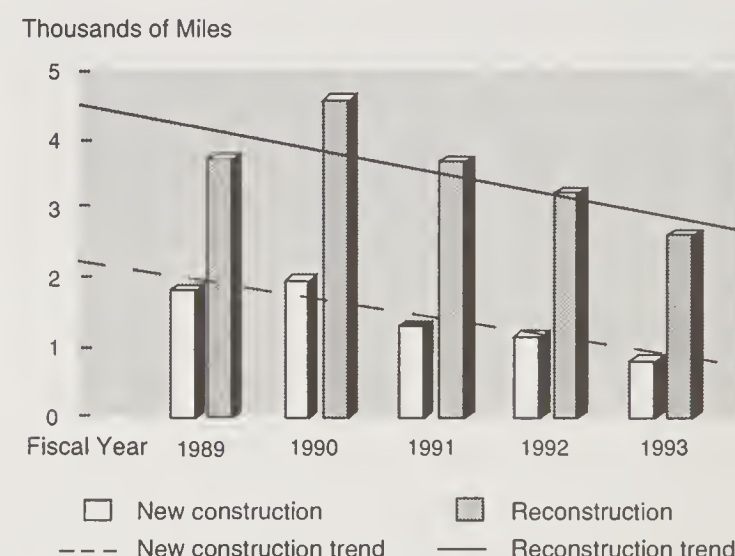 Thousands of Miles
5
4
3
2
1
0
Fiscal Year 1989 1990 1991 1992 1993
New construction Reconstruction
New construction trend Reconstruction trend